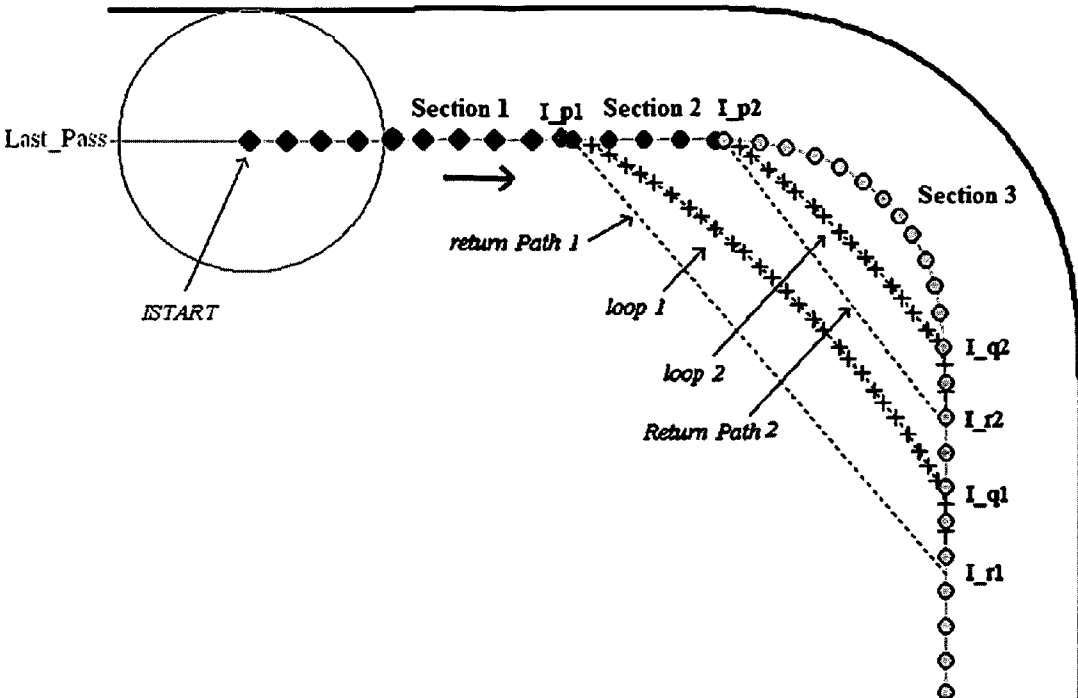 Section 1
I_p1
Section 2
I_p2
Last_Pass
Section 3
return Path 1
ISTART
loop 1
loop 2
Return Path 2
I_q2
I_r2
I_q1
I_r1